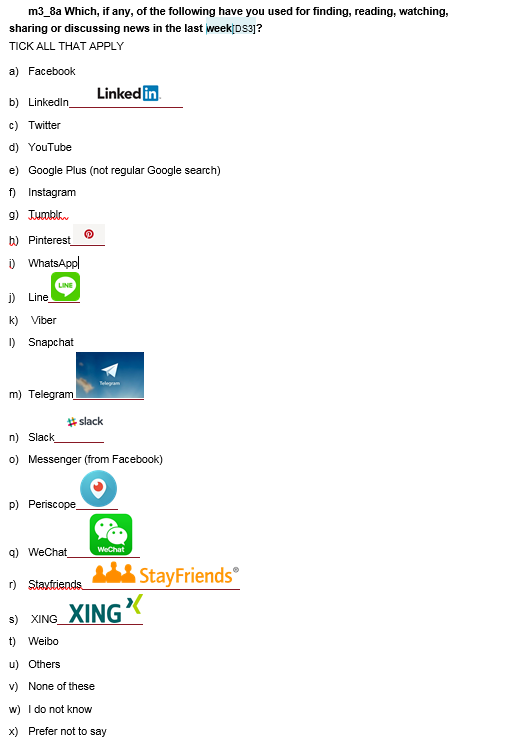 m3_8a Which, if any, of the following have you used for finding, reading, watching,
sharing or discussing news in the last week[DS3]?
TICK ALL THAT APPLY
a) Facebook
b) LinkedIn Linked in
c) Twitter
d) YouTube
e) Google Plus (not regular Google search)
f) Instagram
g) Tumblr
h) Pinterest
i) WhatsApp
j) Line LINE
k) Viber
l) Snapchat
m) Telegram Telegram
n) Slack slack
o) Messenger (from Facebook)
p) Periscope
q) WeChat WeChat
r) Stayfriends StayFriends®
s) XING XING
t) Weibo
u) Others
v) None of these
w) I do not know
x) Prefer not to say